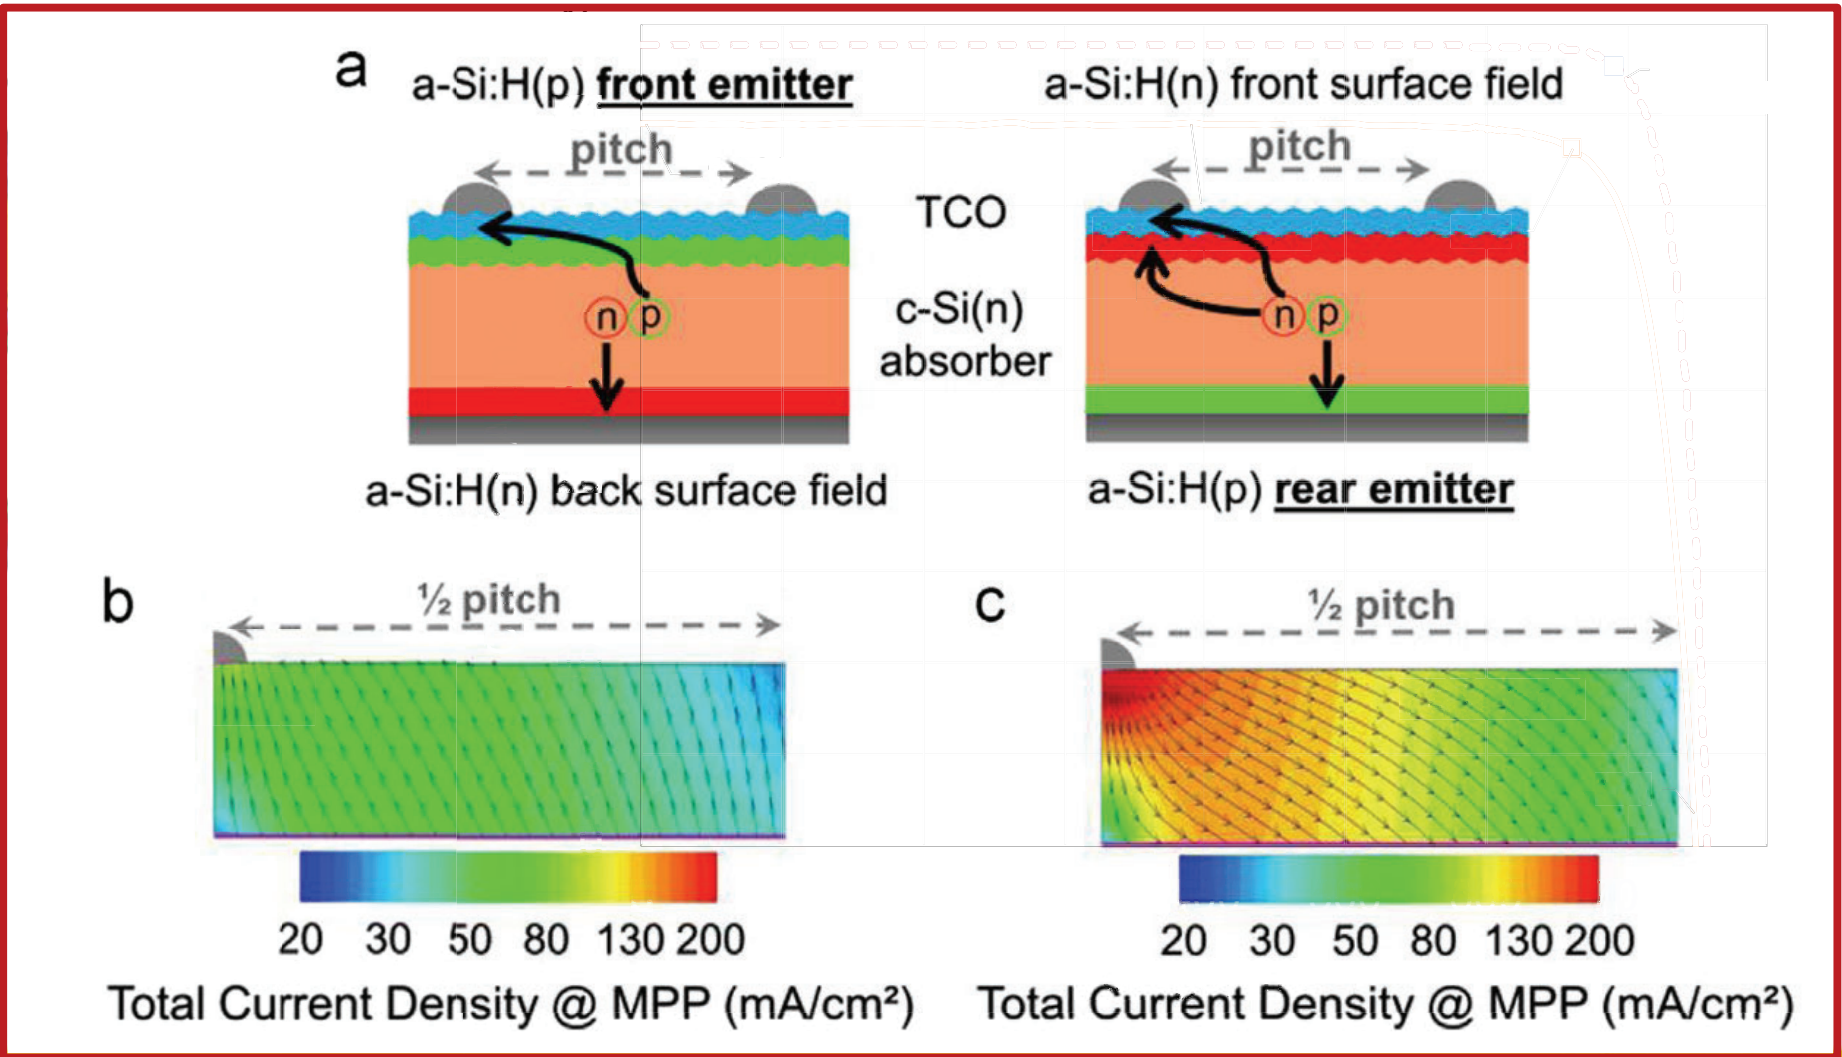 a
a-Si:H(p) front emitter
a-Si:H(n) front surface field
pitch
pitch
TCO
c-Si(n)
absorber
n p
n p
a-Si:H(n) back surface field
a-Si:H(p) rear emitter
b
½ pitch
c
½ pitch
20 30 50 80 130 200
Total Current Density @ MPP (mA/cm²)
20 30 50 80 130 200
Total Current Density @ MPP (mA/cm²)